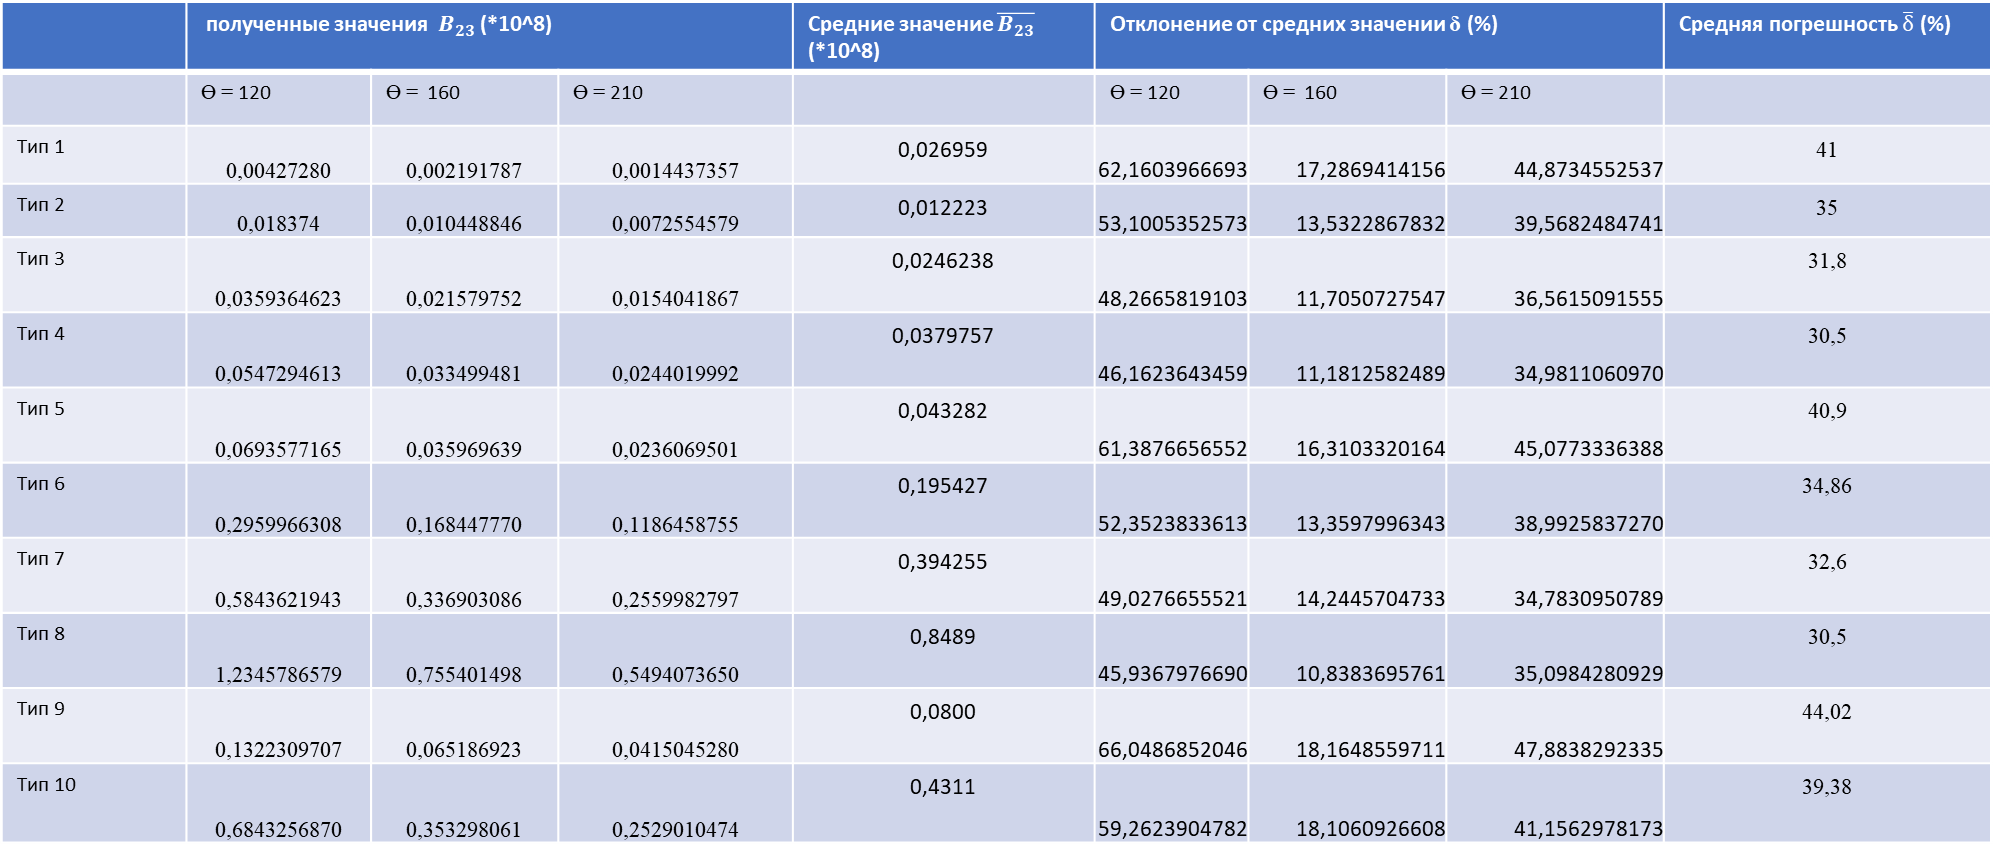 полученные значения B₂₃ (*10^8)
Средние значение B̅₂̅₃̅ (*10^8)
Отклонение от средних значении δ (%)
Средняя погрешность δ̅ (%)
Ѳ = 120 Ѳ = 160 Ѳ = 210 Ѳ = 120 Ѳ = 160 Ѳ = 210
Тип 1 0,00427280 0,002191787 0,0014437357 0,026959 62,1603966693 17,2869414156 44,8734552537 41
Тип 2 0,018374 0,010448846 0,0072554579 0,012223 53,1005352573 13,5322867832 39,5682484741 35
Тип 3 0,0359364623 0,021579752 0,0154041867 0,0246238 48,2665819103 11,7050727547 36,5615091555 31,8
Тип 4 0,0547294613 0,033499481 0,0244019992 0,0379757 46,1623643459 11,1812582489 34,9811060970 30,5
Тип 5 0,0693577165 0,035969639 0,0236069501 0,043282 61,3876656552 16,3103320164 45,0773336388 40,9
Тип 6 0,2959966308 0,168447770 0,1186458755 0,195427 52,3523833613 13,3597996343 38,9925837270 34,86
Тип 7 0,5843621943 0,336903086 0,2559982797 0,394255 49,0276655521 14,2445704733 34,7830950789 32,6
Тип 8 1,2345786579 0,755401498 0,5494073650 0,8489 45,9367976690 10,8383695761 35,0984280929 30,5
Тип 9 0,1322309707 0,065186923 0,0415045280 0,0800 66,0486852046 18,1648559711 47,8838292335 44,02
Тип 10 0,6843256870 0,353298061 0,2529010474 0,4311 59,2623904782 18,1060926608 41,1562978173 39,38